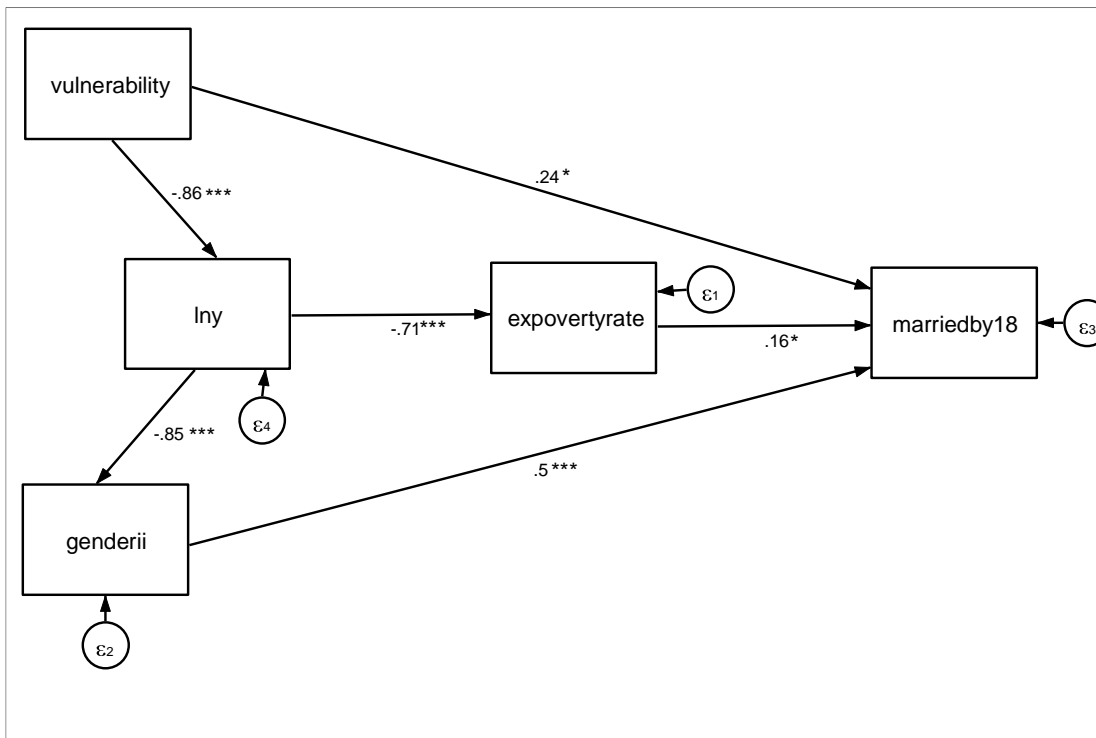 vulnerability
.24*
-.86***
lny
-.71***
expovertyrate
ε1
.16*
marriedby18
ε3
ε4
-.85***
.5***
genderii
ε2